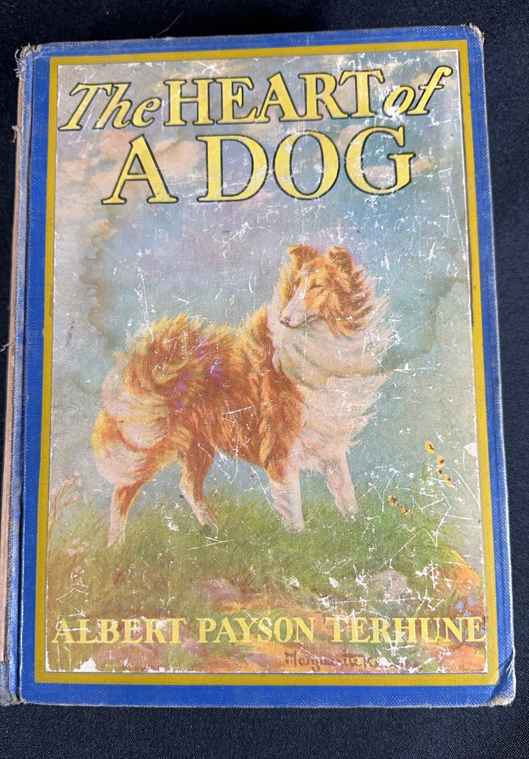 The HEART of
A DOG
ALBERT PAYSON TERHUNE